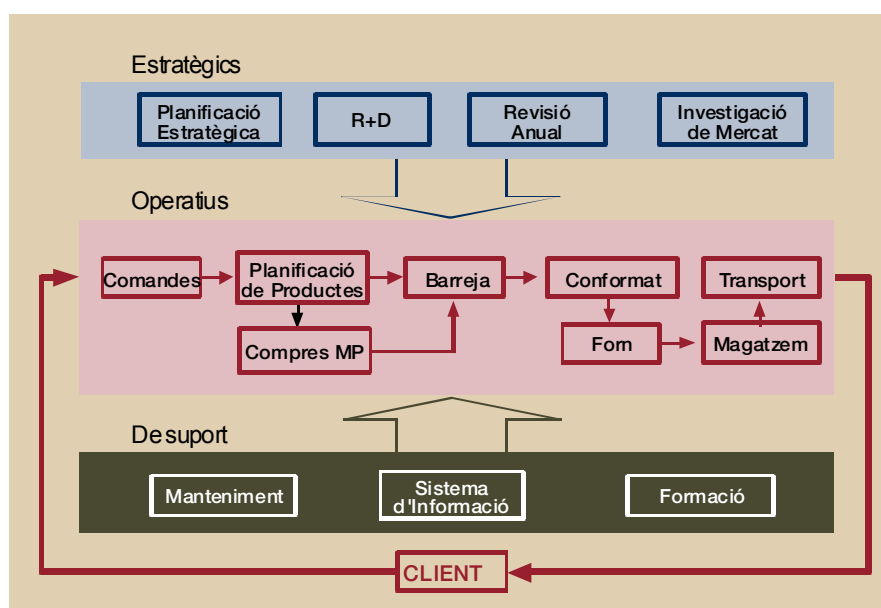 Estratègics
Planificació
Estratègica
R+D
Revisió
Anual
Investigació
de Mercat
Operatius
Comandes
Planificació
de Productes
Barreja
Conformat
Transport
Compres MP
Forn
Magatzem
De suport
Manteniment
Sistema
d'Informació
Formació
CLIENT